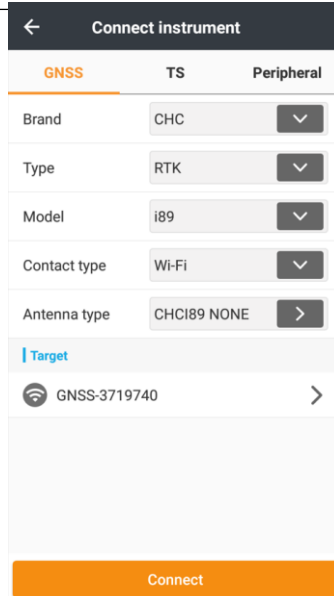 Connect instrument
GNSS TS Peripheral
Brand CHC
Type RTK
Model i89
Contact type Wi-Fi
Antenna type CHCI89 NONE
Target
GNSS-3719740
Connect